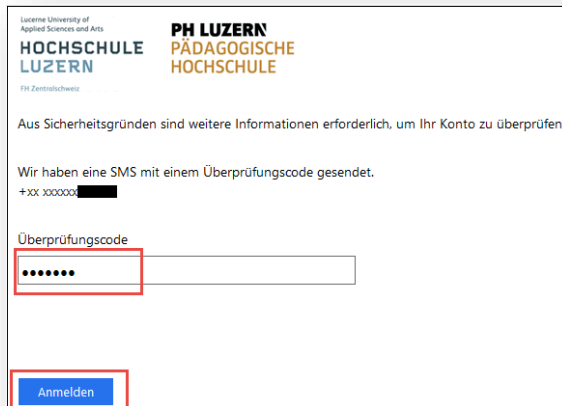 Lucerne University of
Applied Sciences and Arts
HOCHSCHULE
LUZERN
FH Zentralschweiz
PH LUZERN
PÄDAGOGISCHE
HOCHSCHULE
Aus Sicherheitsgründen sind weitere Informationen erforderlich, um Ihr Konto zu überprüfen
Wir haben eine SMS mit einem Überprüfungscode gesendet.
+xx xxxxxx
Überprüfungscode
•••••••
Anmelden